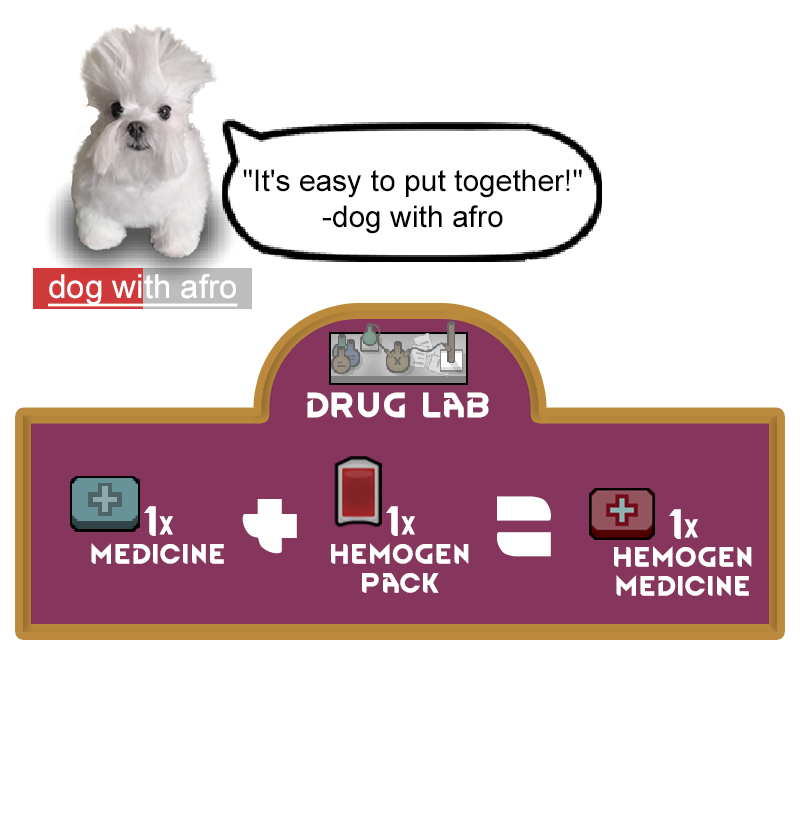 "It's easy to put together!"
-dog with afro
dog with afro
DRUG LAB
1x
MEDICINE
1x
HEMOGEN
PACK
1x
HEMOGEN
MEDICINE